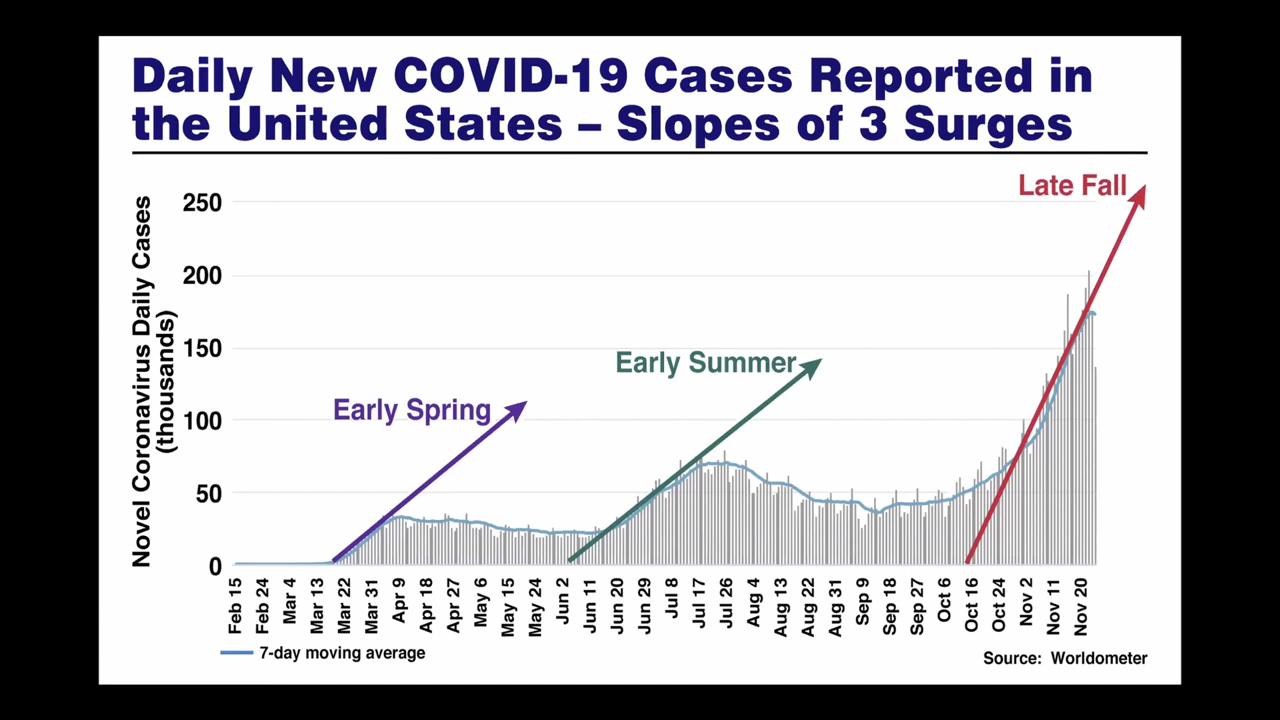 Daily New COVID-19 Cases Reported in
the United States – Slopes of 3 Surges
Novel Coronavirus Daily Cases
(thousands)
250
200
150
100
50
0
Early Spring
Early Summer
Late Fall
Feb 15
Feb 24
Mar 4
Mar 13
Mar 22
Mar 31
Apr 9
Apr 18
Apr 27
May 6
May 15
May 24
Jun 2
Jun 11
Jun 20
Jun 29
Jul 8
Jul 17
Jul 26
Aug 4
Aug 13
Aug 22
Aug 31
Sep 9
Sep 18
Sep 27
Oct 6
Oct 16
Oct 24
Nov 2
Nov 11
Nov 20
7-day moving average
Source: Worldometer